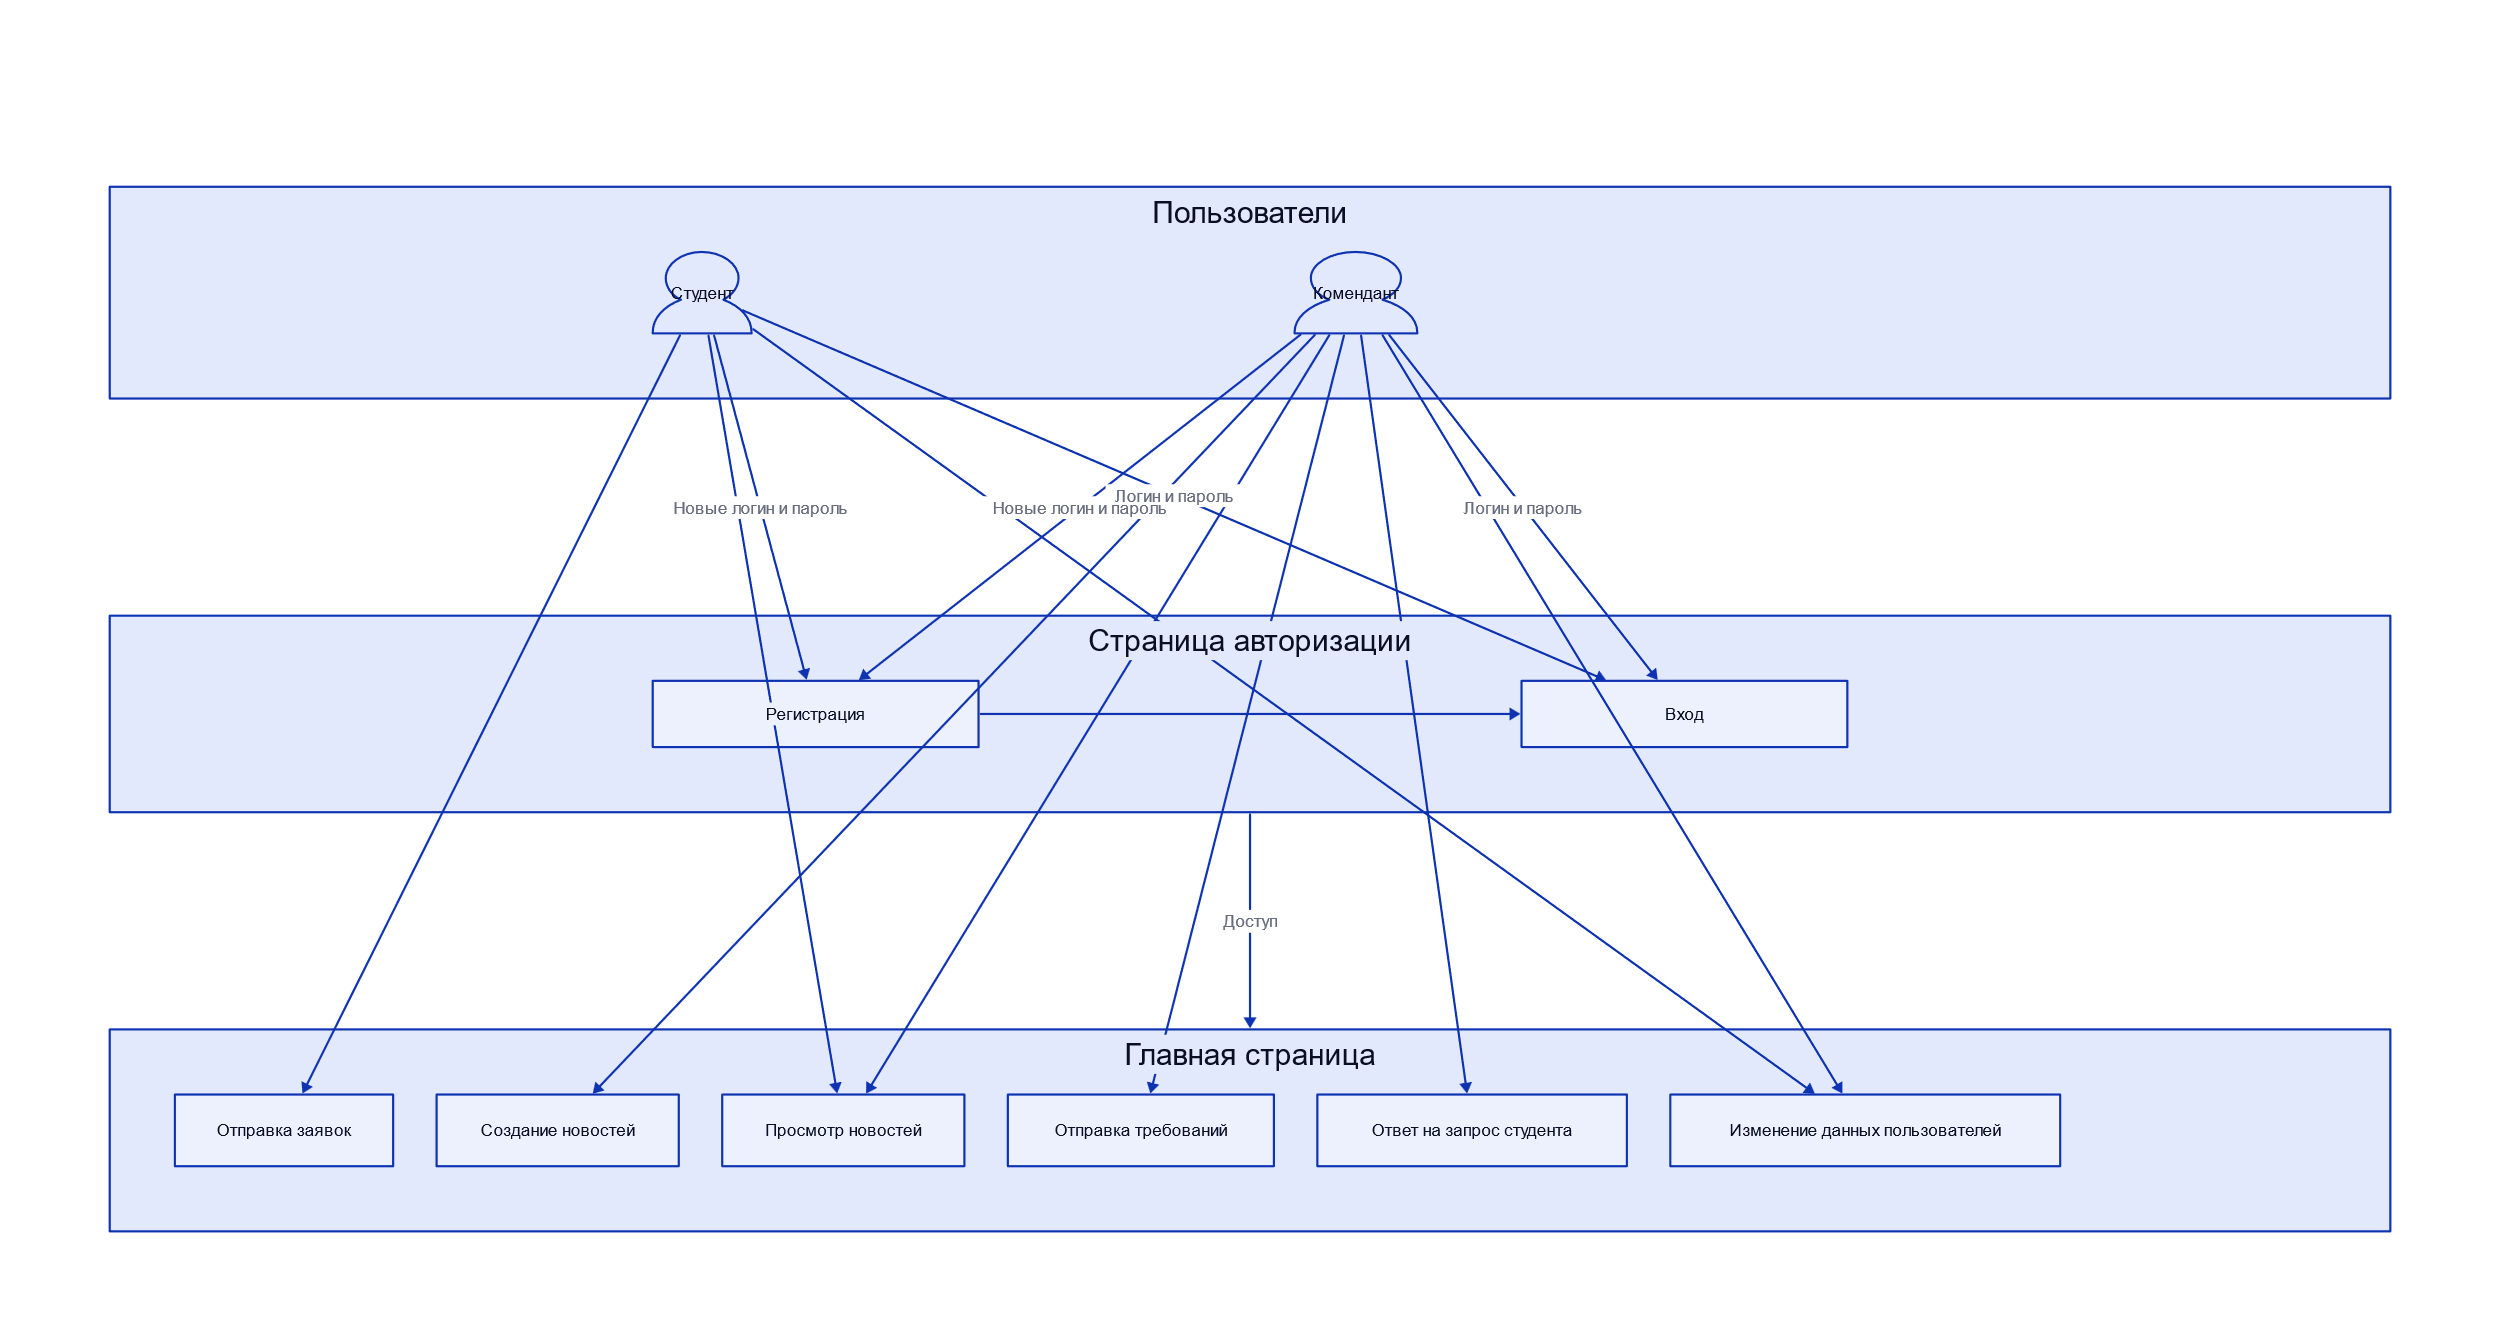 Пользователи
Студент
Комендант
Логин и пароль
Новые логин и пароль
Новые логин и пароль
Логин и пароль
Страница авторизации
Регистрация
Вход
Доступ
Главная страница
Отправка заявок
Создание новостей
Просмотр новостей
Отправка требований
Ответ на запрос студента
Изменение данных пользователей